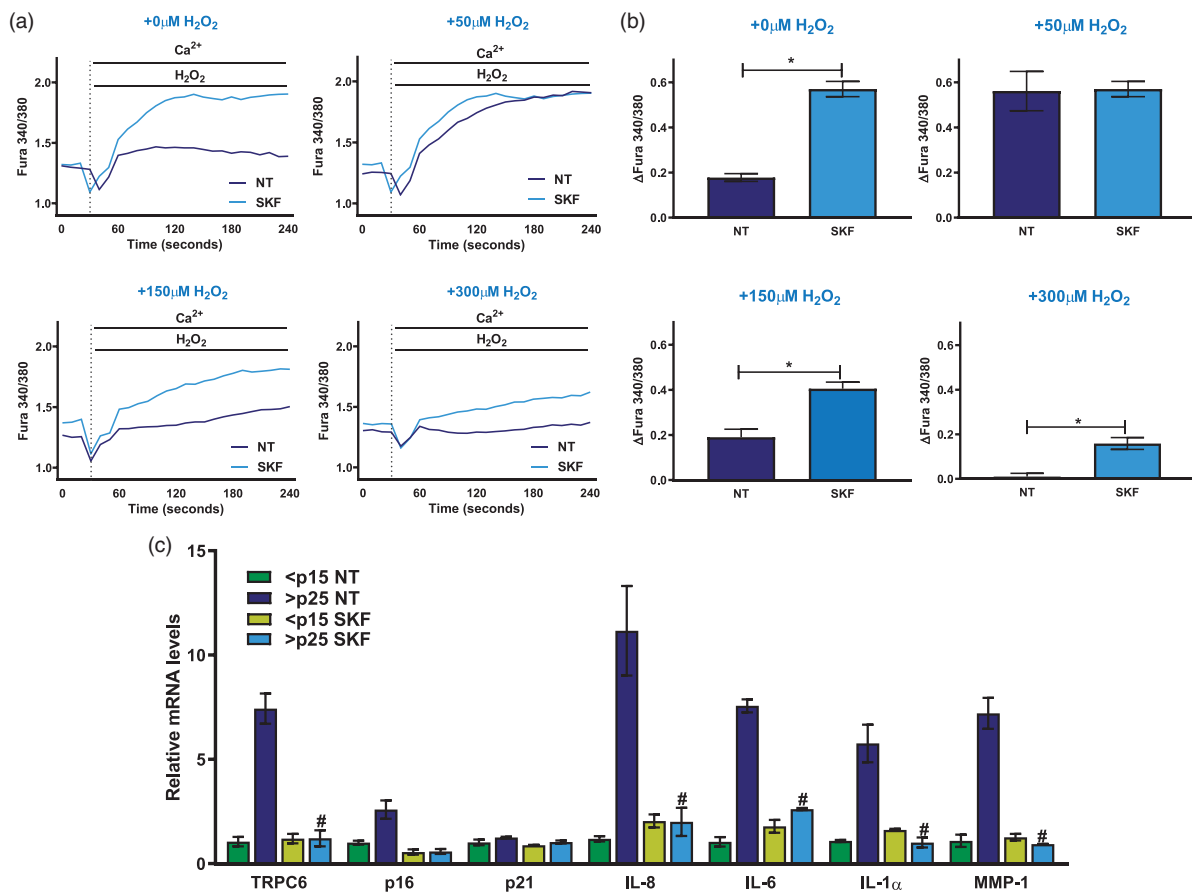 (a)
+0μM H₂O₂
Ca²⁺
H₂O₂
2.0
1.5
1.0
Fura 340/380
NT
SKF
0 60 120 180 240
Time (seconds)
+50μM H₂O₂
Ca²⁺
H₂O₂
2.0
1.5
1.0
Fura 340/380
NT
SKF
0 60 120 180 240
Time (seconds)
+150μM H₂O₂
Ca²⁺
H₂O₂
2.0
1.5
1.0
Fura 340/380
NT
SKF
0 60 120 180 240
Time (seconds)
+300μM H₂O₂
Ca²⁺
H₂O₂
2.0
1.5
1.0
Fura 340/380
NT
SKF
0 60 120 180 240
Time (seconds)
(b)
+0μM H₂O₂
*
0.6
0.4
0.2
0.0
ΔFura 340/380
NT SKF
+50μM H₂O₂
0.6
0.4
0.2
0.0
ΔFura 340/380
NT SKF
+150μM H₂O₂
*
0.6
0.4
0.2
0.0
ΔFura 340/380
NT SKF
+300μM H₂O₂
*
0.6
0.4
0.2
0.0
ΔFura 340/380
NT SKF
(c)
15
10
5
0
Relative mRNA levels
<p15 NT
>p25 NT
<p15 SKF
>p25 SKF
# # # # #
TRPC6 p16 p21 IL-8 IL-6 IL-1α MMP-1